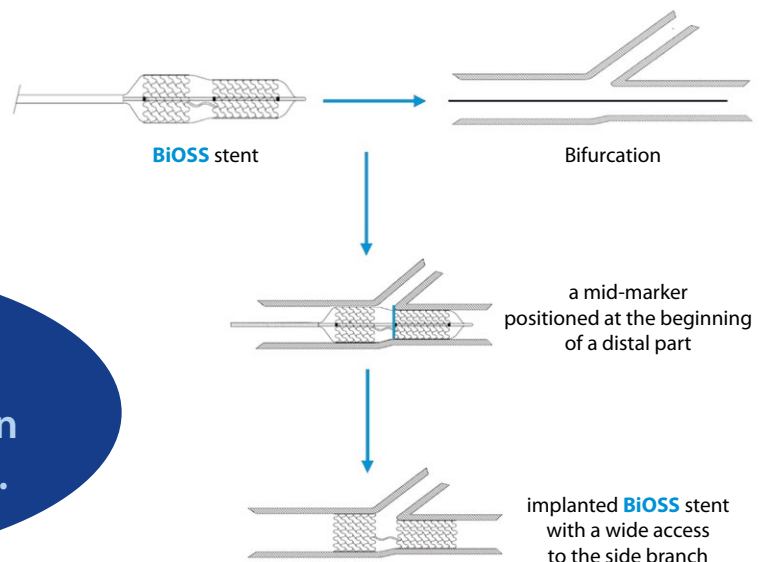 BiOSS stent
Bifurcation
a mid-marker
positioned at the beginning
of a distal part
n
.
implanted BiOSS stent
with a wide access
to the side branch